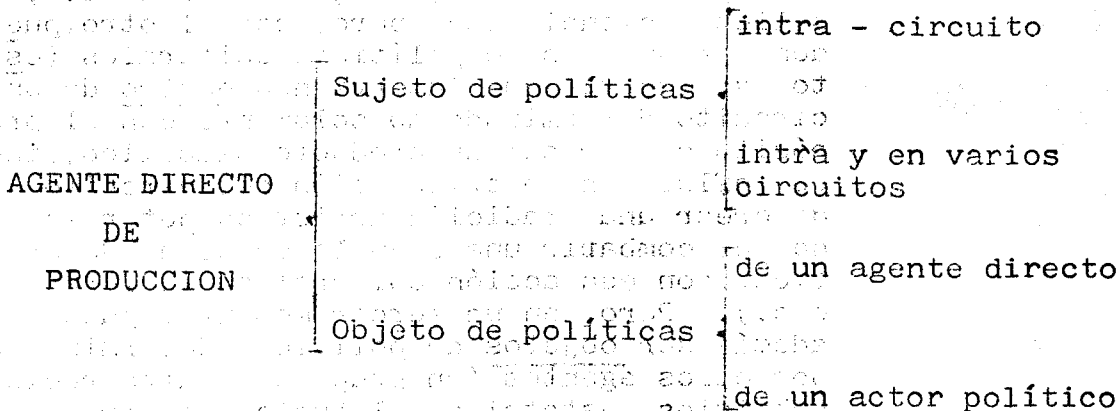 AGENTE DIRECTO
DE
PRODUCCION
Sujeto de políticas
intra - circuito
intra y en varios
circuitos
Objeto de políticas
de un agente directo
de un actor político